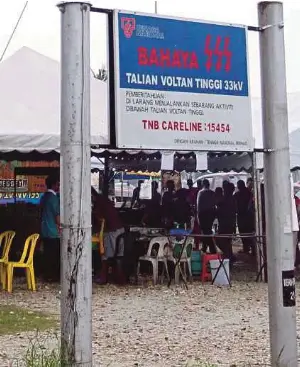 TENAGA
NASIONAL
BAHAYA
TALIAN VOLTAN TINGGI 33kV
PEMBERITAHUAN
DI LARANG MENJALANKAN SEBARANG AKTIVITI
DIBAWAH TALIAN VOLTAN TINGGI
TNB CARELINE : 15454